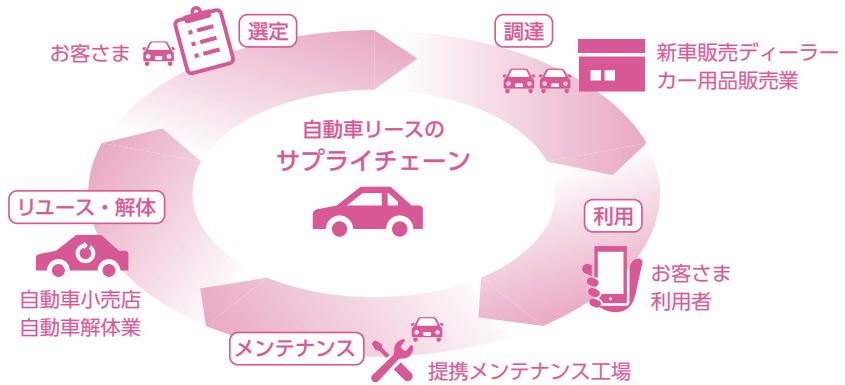 自動車リースの
サプライチェーン
選定
お客さま
調達
新車販売ディーラー
カー用品販売業
利用
お客さま
利用者
メンテナンス
提携メンテナンス工場
リユース・解体
自動車小売店
自動車解体業